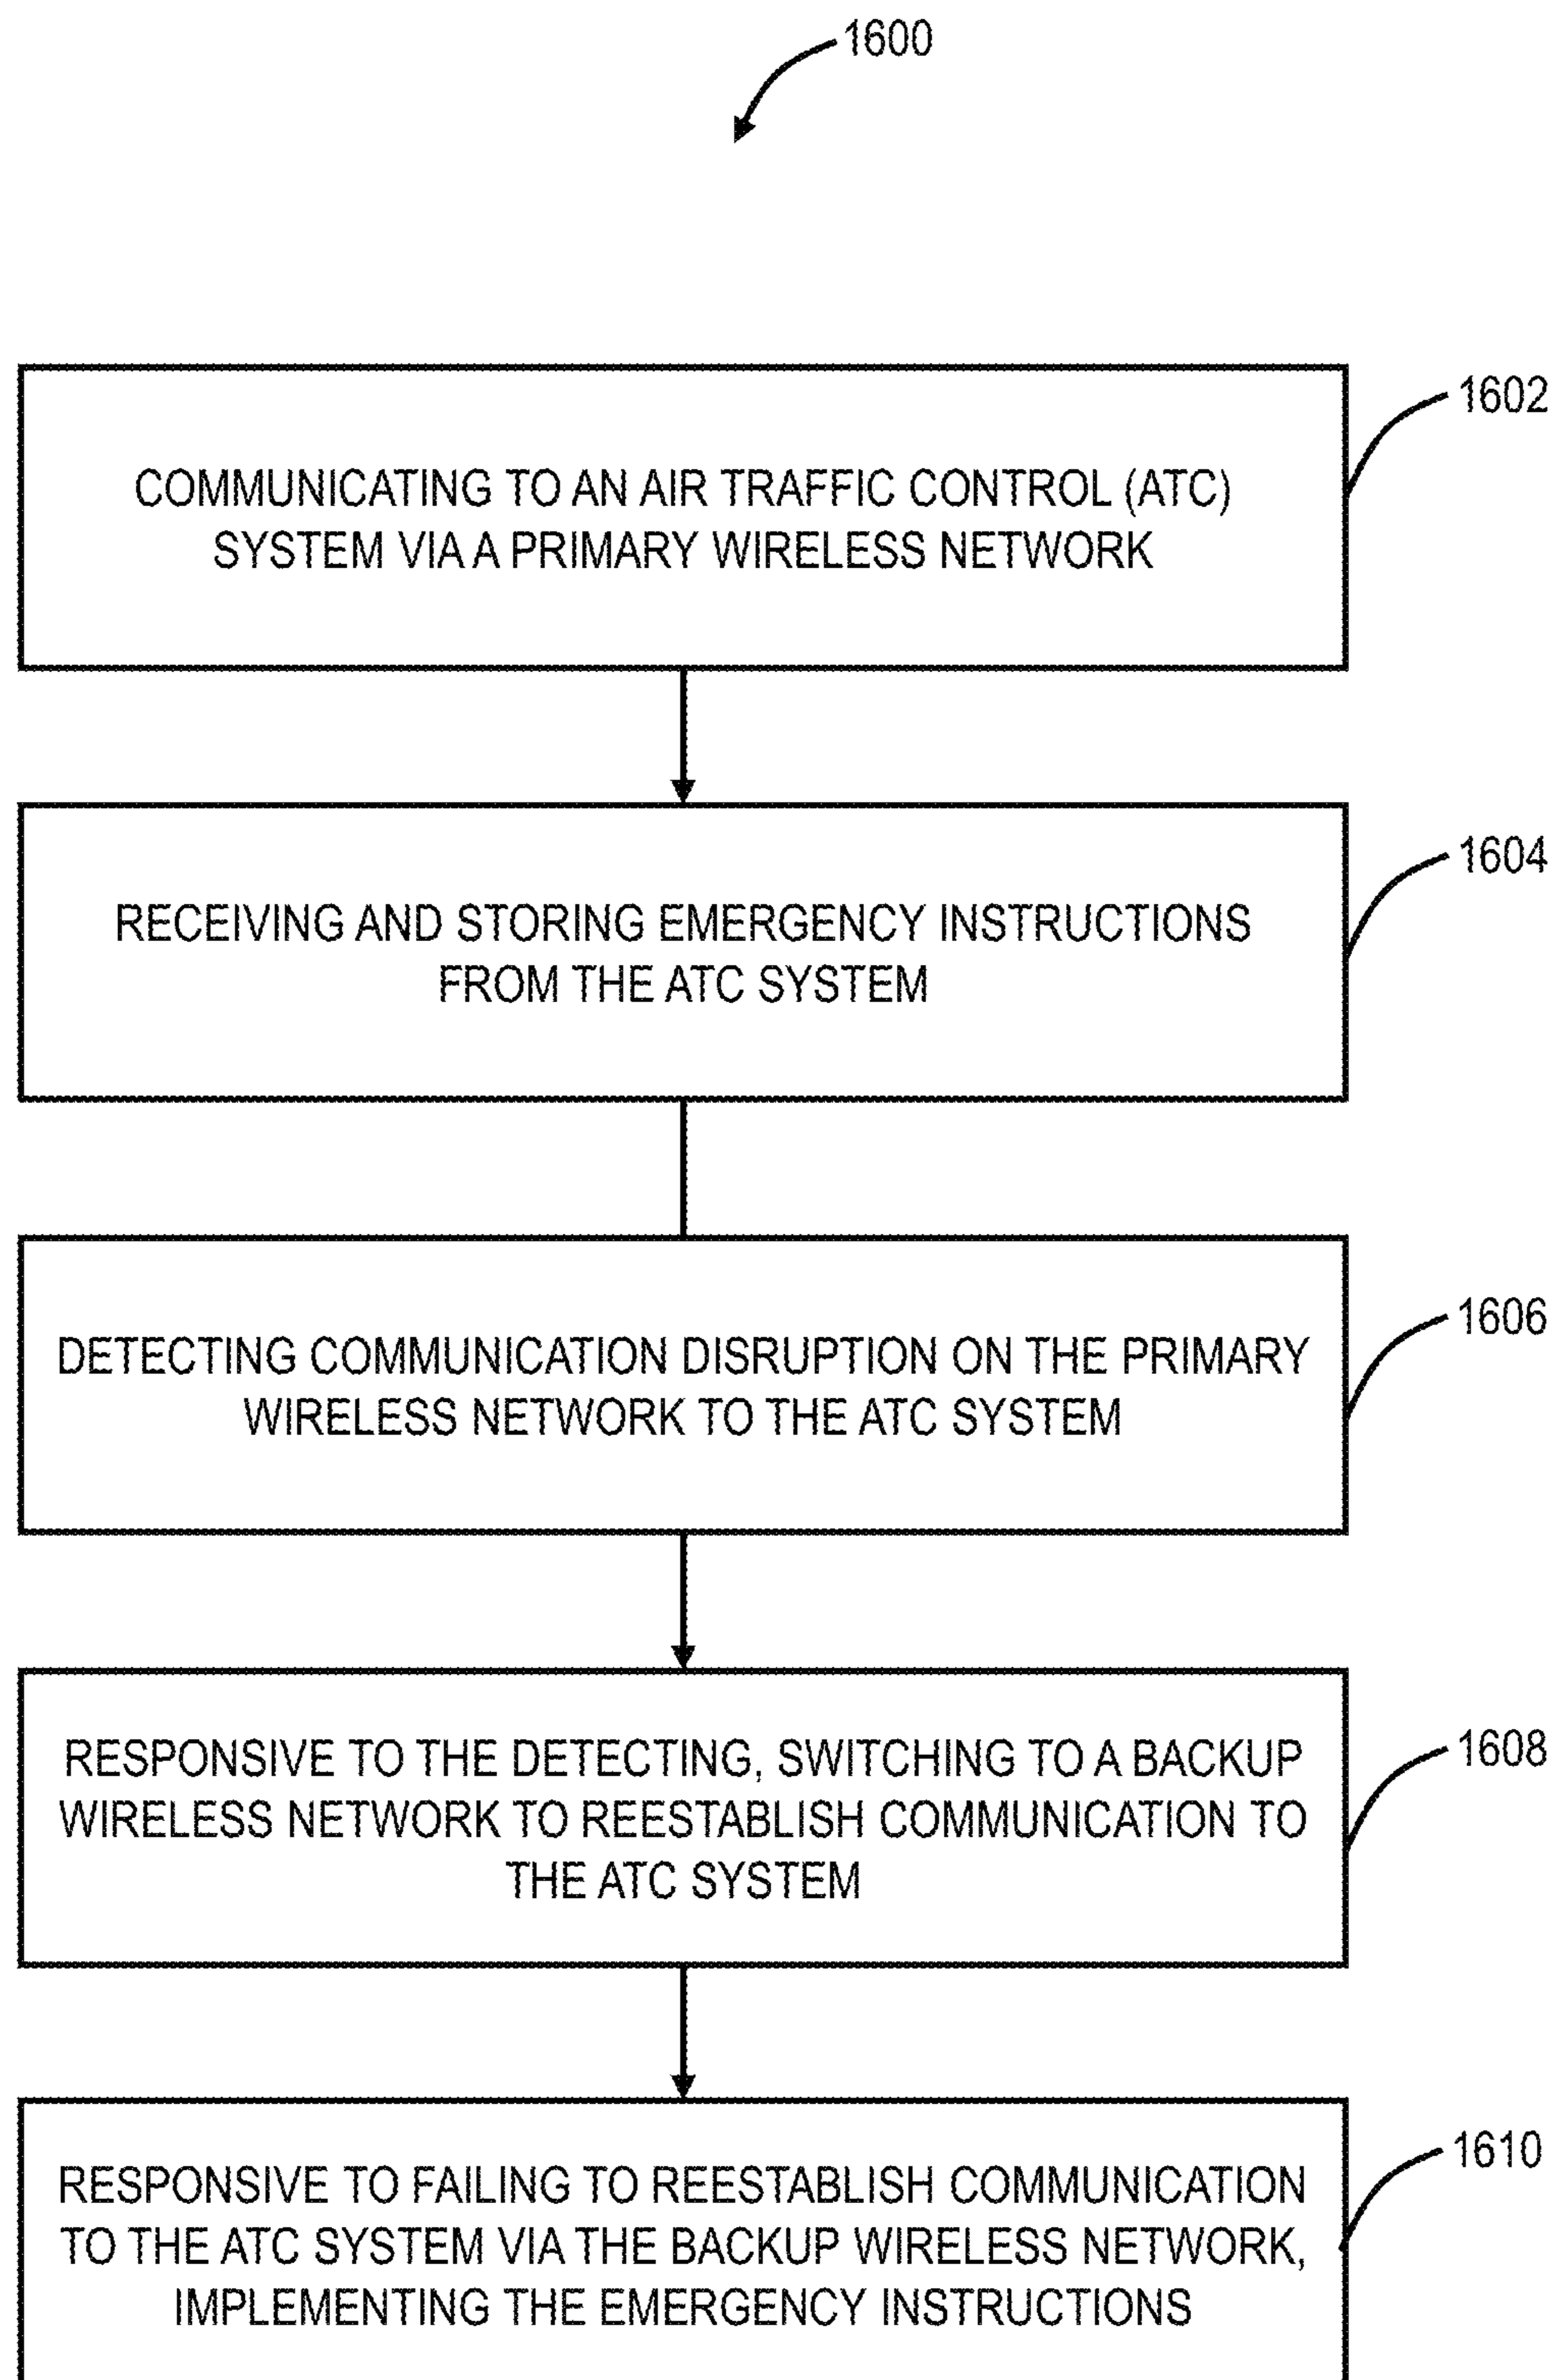 1600
1602
COMMUNICATING TO AN AIR TRAFFIC CONTROL (ATC)
SYSTEM VIA A PRIMARY WIRELESS NETWORK
1604
RECEIVING AND STORING EMERGENCY INSTRUCTIONS
FROM THE ATC SYSTEM
1606
DETECTING COMMUNICATION DISRUPTION ON THE PRIMARY
WIRELESS NETWORK TO THE ATC SYSTEM
1608
RESPONSIVE TO THE DETECTING, SWITCHING TO A BACKUP
WIRELESS NETWORK TO REESTABLISH COMMUNICATION TO
THE ATC SYSTEM
1610
RESPONSIVE TO FAILING TO REESTABLISH COMMUNICATION
TO THE ATC SYSTEM VIA THE BACKUP WIRELESS NETWORK,
IMPLEMENTING THE EMERGENCY INSTRUCTIONS